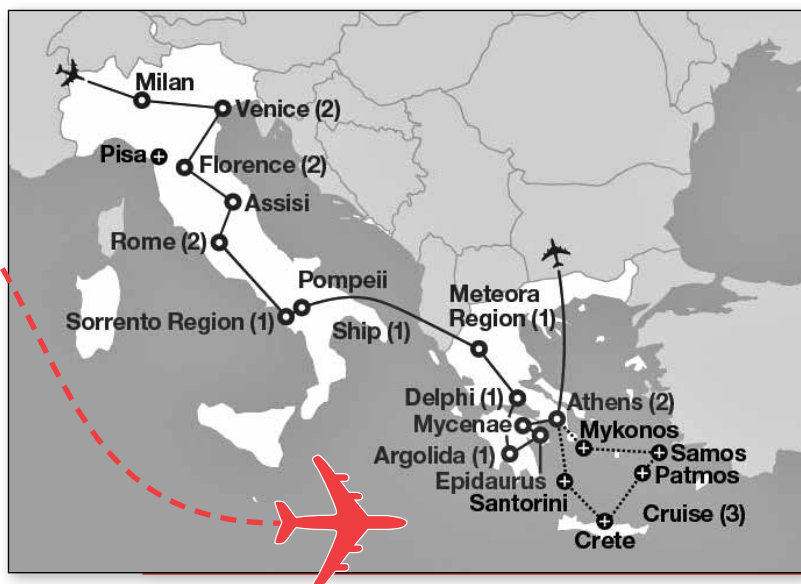 Milan
Venice (2)
Pisa
Florence (2)
Assisi
Rome (2)
Pompeii
Sorrento Region (1)
Ship (1)
Meteora
Region (1)
Delphi (1)
Athens (2)
Mycenae
Mykonos
Argolida (1)
Samos
Epidaurus
Patmos
Santorini
Cruise (3)
Crete